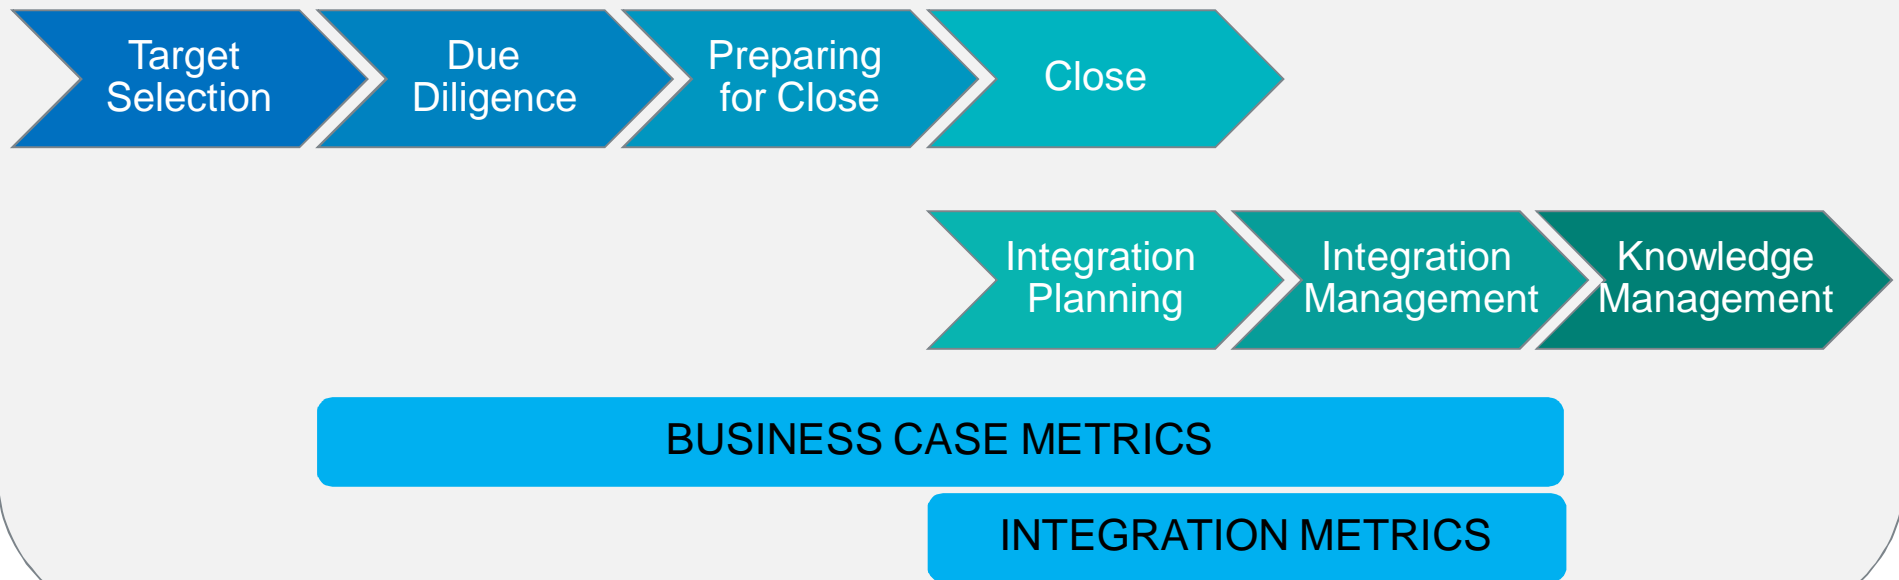 Target
Selection
Due
Diligence
Preparing
for Close
Close
Integration
Planning
Integration
Management
Knowledge
Management
BUSINESS CASE METRICS
INTEGRATION METRICS